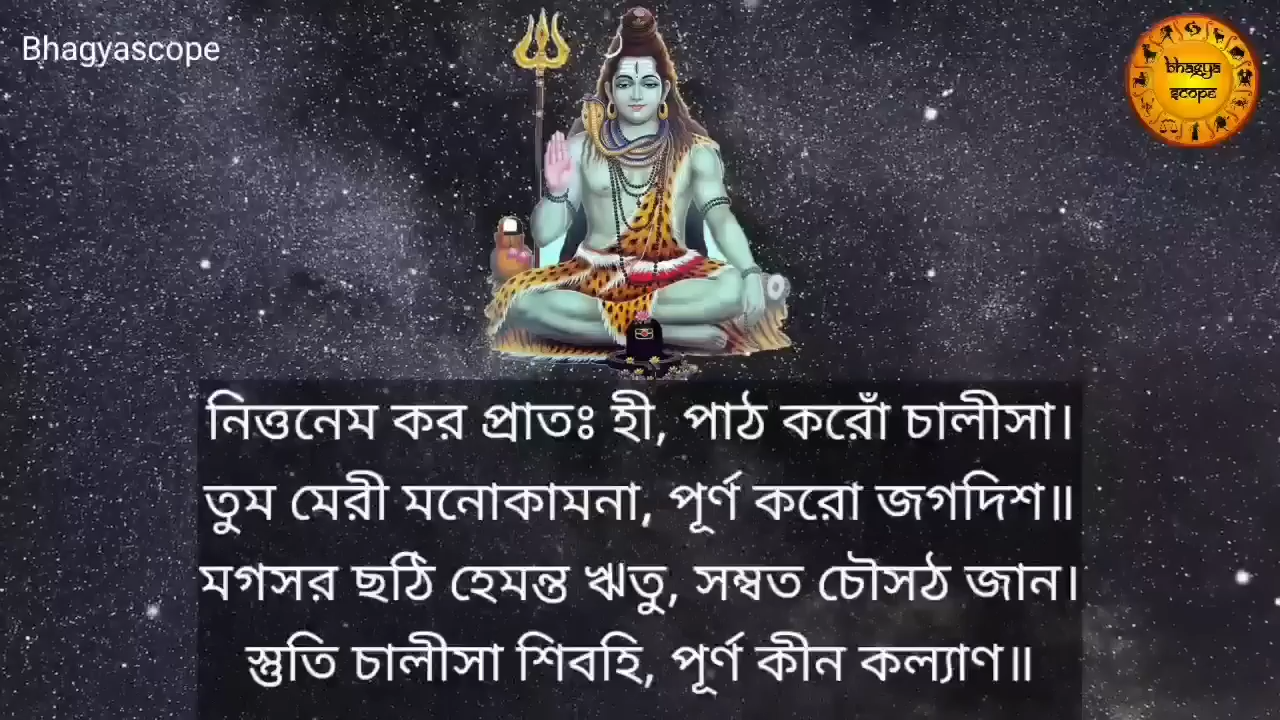 Bhagyascope
bhagya
scope
নিত্তনেম কর প্রাতঃ হী, পাঠ করোঁ চালীসা।
তুম মেরী মনোকামনা, পূর্ণ করো জগদিশ॥
মগসর ছঠি হেমন্ত ঋতু, সম্বত চৌসঠ জান।
স্তুতি চালীসা শিবহি, পূর্ণ কীন কল্যাণ॥